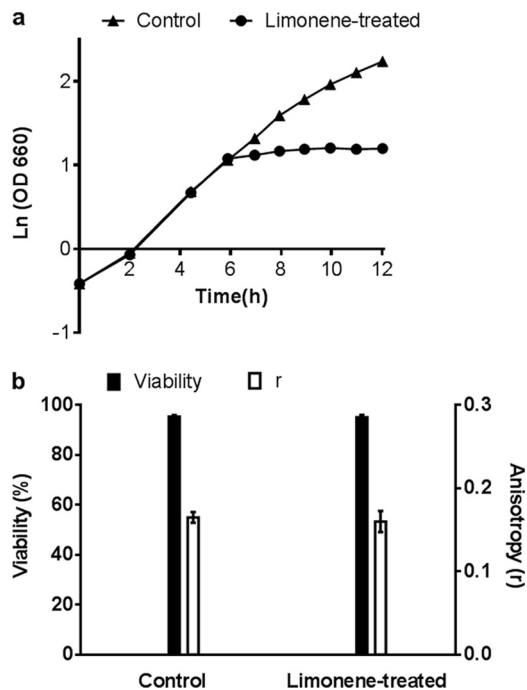 a
Control Limonene-treated
Ln (OD 660)
2
1
0
-1
2 4 6 8 10 12
Time(h)
b
Viability r
Viability (%)
100
80
60
40
20
0
0.3
0.2
0.1
0.0
Anisotropy (r)
Control Limonene-treated